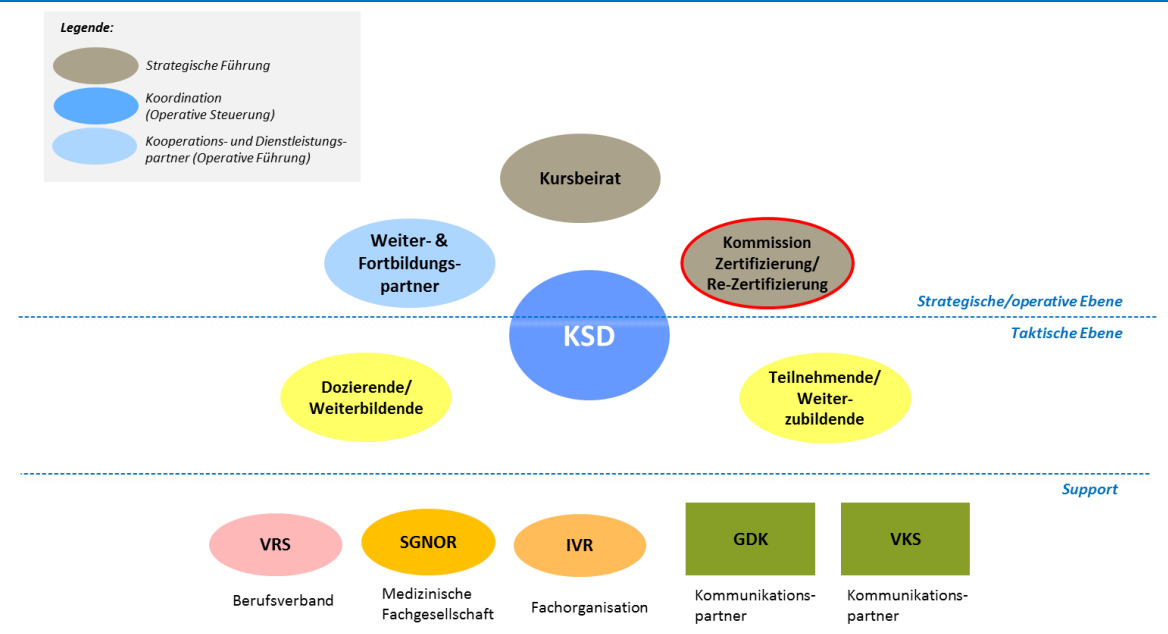 Legende:
Strategische Führung
Koordination
(Operative Steuerung)
Kooperations- und Dienstleistungs-
partner (Operative Führung)
Kursbeirat
Weiter- &
Fortbildungs-
partner
Kommission
Zertifizierung/
Re-Zertifizierung
Strategische/operative Ebene
KSD
Taktische Ebene
Dozierende/
Weiterbildende
Teilnehmende/
Weiter-
zubildende
Support
VRS
SGNOR
IVR
GDK
VKS
Berufsverband
Medizinische
Fachgesellschaft
Fachorganisation
Kommunikations-
partner
Kommunikations-
partner